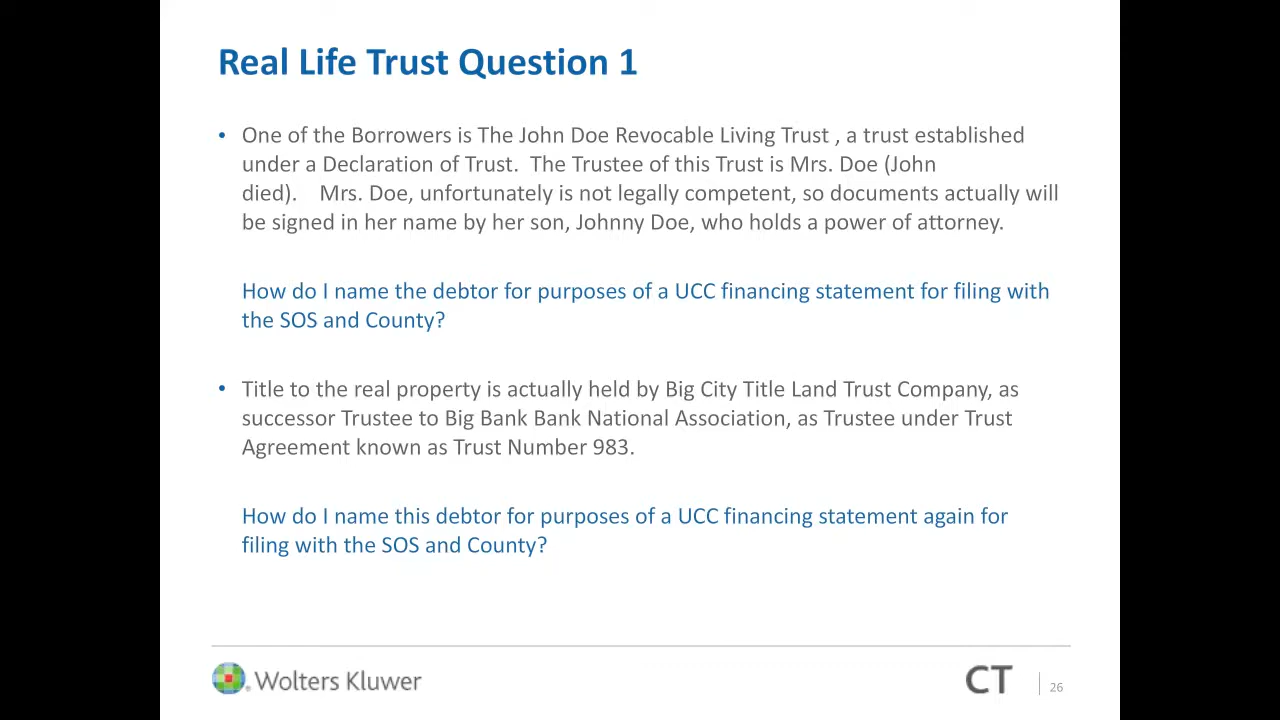 Real Life Trust Question 1
• One of the Borrowers is The John Doe Revocable Living Trust , a trust established
under a Declaration of Trust.  The Trustee of this Trust is Mrs. Doe (John
died).    Mrs. Doe, unfortunately is not legally competent, so documents actually will
be signed in her name by her son, Johnny Doe, who holds a power of attorney.
How do I name the debtor for purposes of a UCC financing statement for filing with
the SOS and County?
• Title to the real property is actually held by Big City Title Land Trust Company, as
successor Trustee to Big Bank Bank National Association, as Trustee under Trust
Agreement known as Trust Number 983.
How do I name this debtor for purposes of a UCC financing statement again for
filing with the SOS and County?
Wolters Kluwer
CT
26